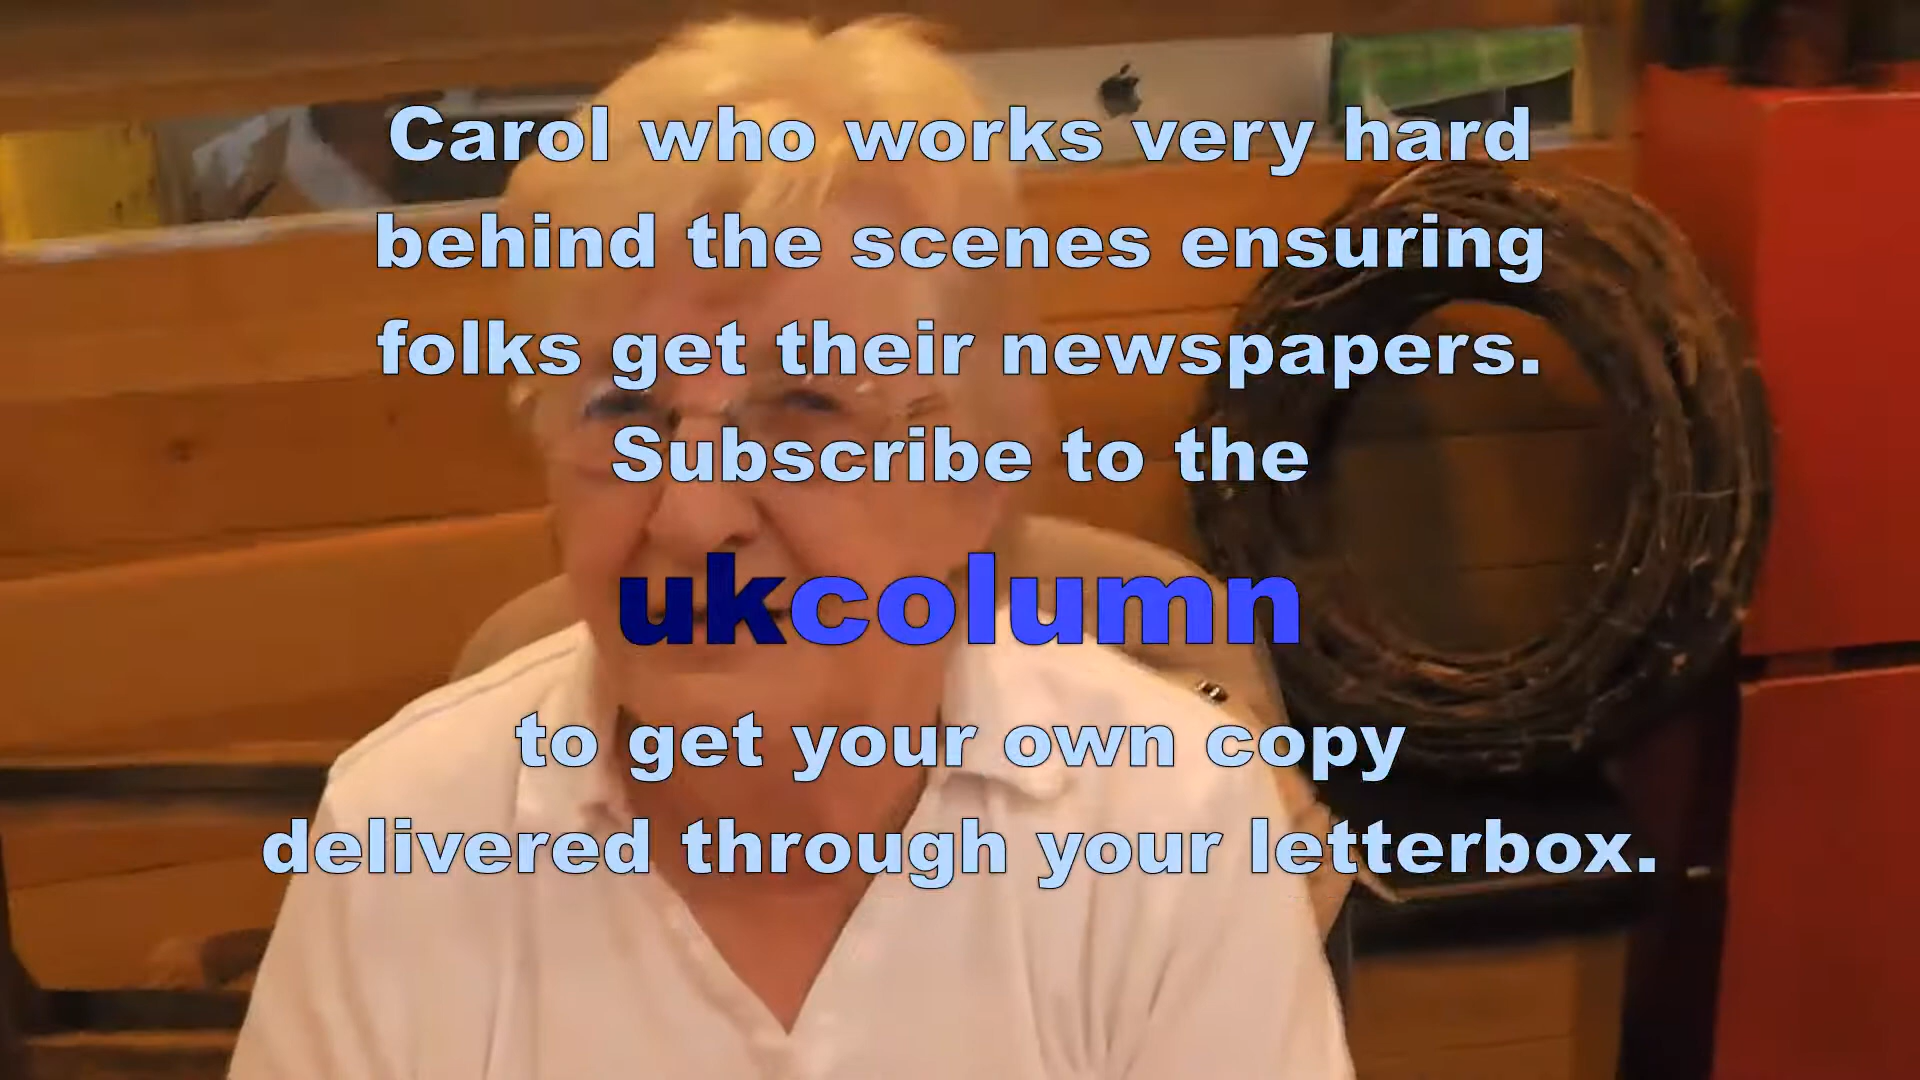 Carol who works very hard
behind the scenes ensuring
folks get their newspapers.
Subscribe to the
ukcolumn
to get your own copy
delivered through your letterbox.